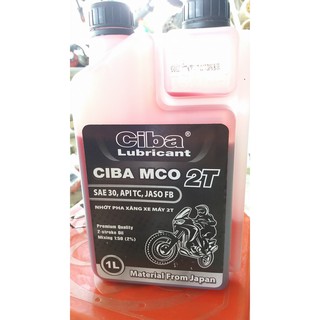 Ciba®
Lubricant
CIBA MCO 2T
SAE 30, API TC, JASO FB
NHỚT PHA XĂNG XE MÁY 2T
Premium Quality
2-stroke Oil
Mixing 1:50 (2%)
1L
Material From Japan